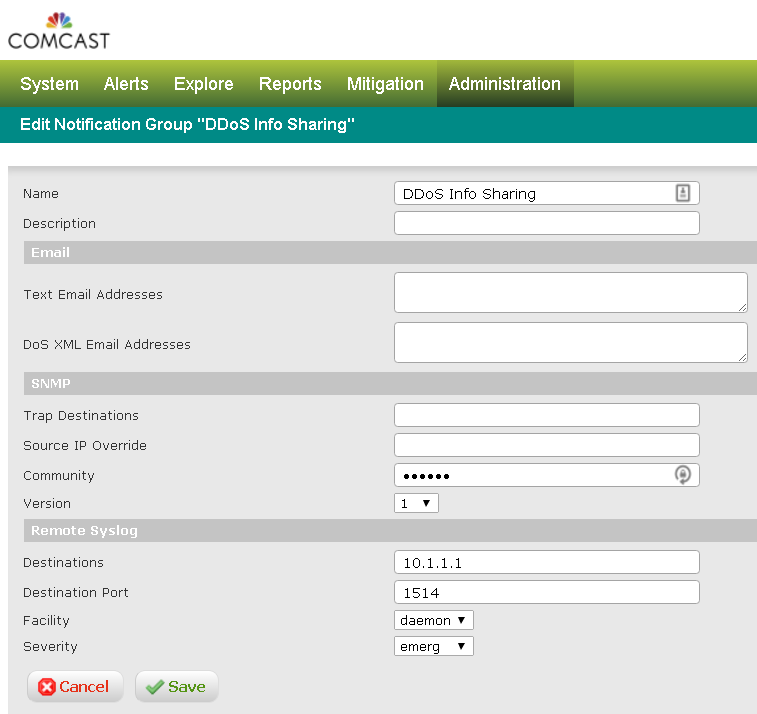 COMCAST
System Alerts Explore Reports Mitigation Administration
Edit Notification Group "DDoS Info Sharing"
Name DDoS Info Sharing
Description
Email
Text Email Addresses
DoS XML Email Addresses
SNMP
Trap Destinations
Source IP Override
Community ••••••
Version 1
Remote Syslog
Destinations 10.1.1.1
Destination Port 1514
Facility daemon
Severity emerg
Cancel Save